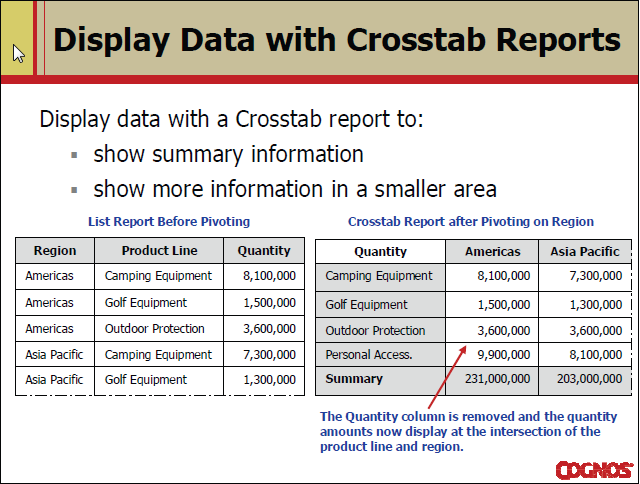 Display Data with Crosstab Reports
Display data with a Crosstab report to:
▪ show summary information
▪ show more information in a smaller area
List Report Before Pivoting
Region Product Line Quantity
Americas Camping Equipment 8,100,000
Americas Golf Equipment 1,500,000
Americas Outdoor Protection 3,600,000
Asia Pacific Camping Equipment 7,300,000
Asia Pacific Golf Equipment 1,300,000
Crosstab Report after Pivoting on Region
Quantity Americas Asia Pacific
Camping Equipment 8,100,000 7,300,000
Golf Equipment 1,500,000 1,300,000
Outdoor Protection 3,600,000 3,600,000
Personal Access. 9,900,000 8,100,000
Summary 231,000,000 203,000,000
The Quantity column is removed and the quantity
amounts now display at the intersection of the
product line and region.
COGNOS